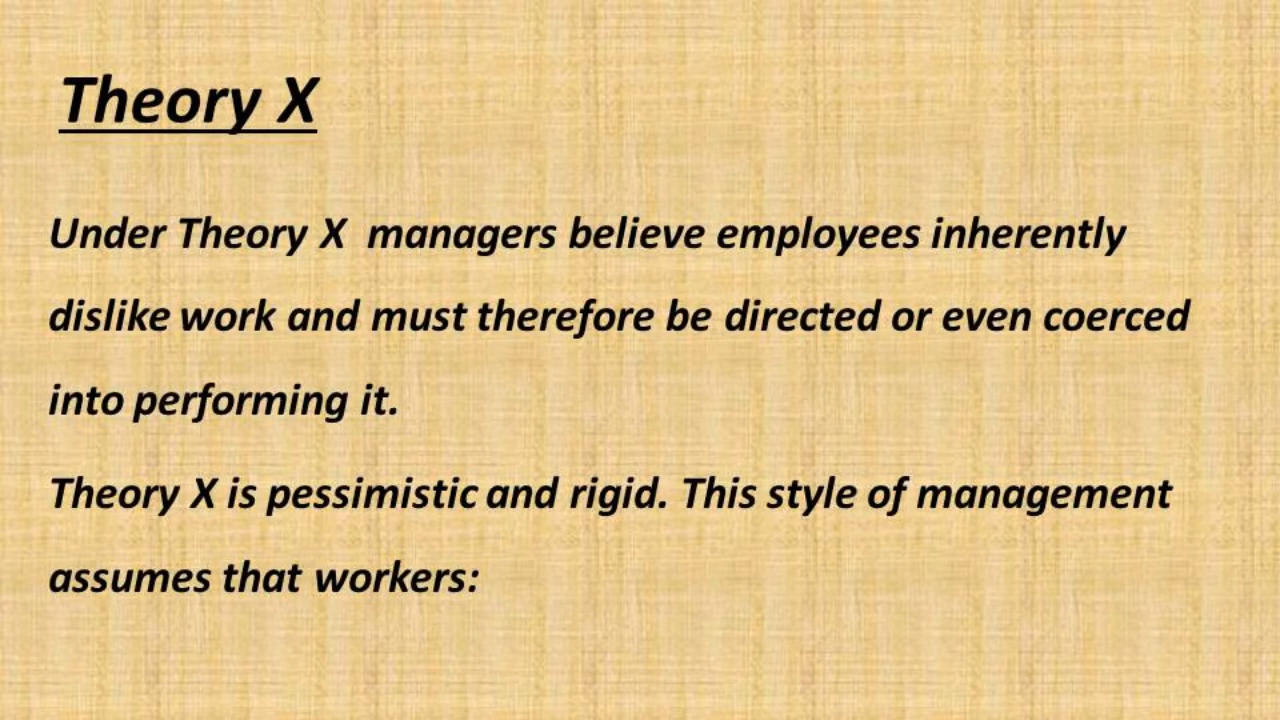 Theory X
Under Theory X managers believe employees inherently
dislike work and must therefore be directed or even coerced
into performing it.
Theory X is pessimistic and rigid. This style of management
assumes that workers: